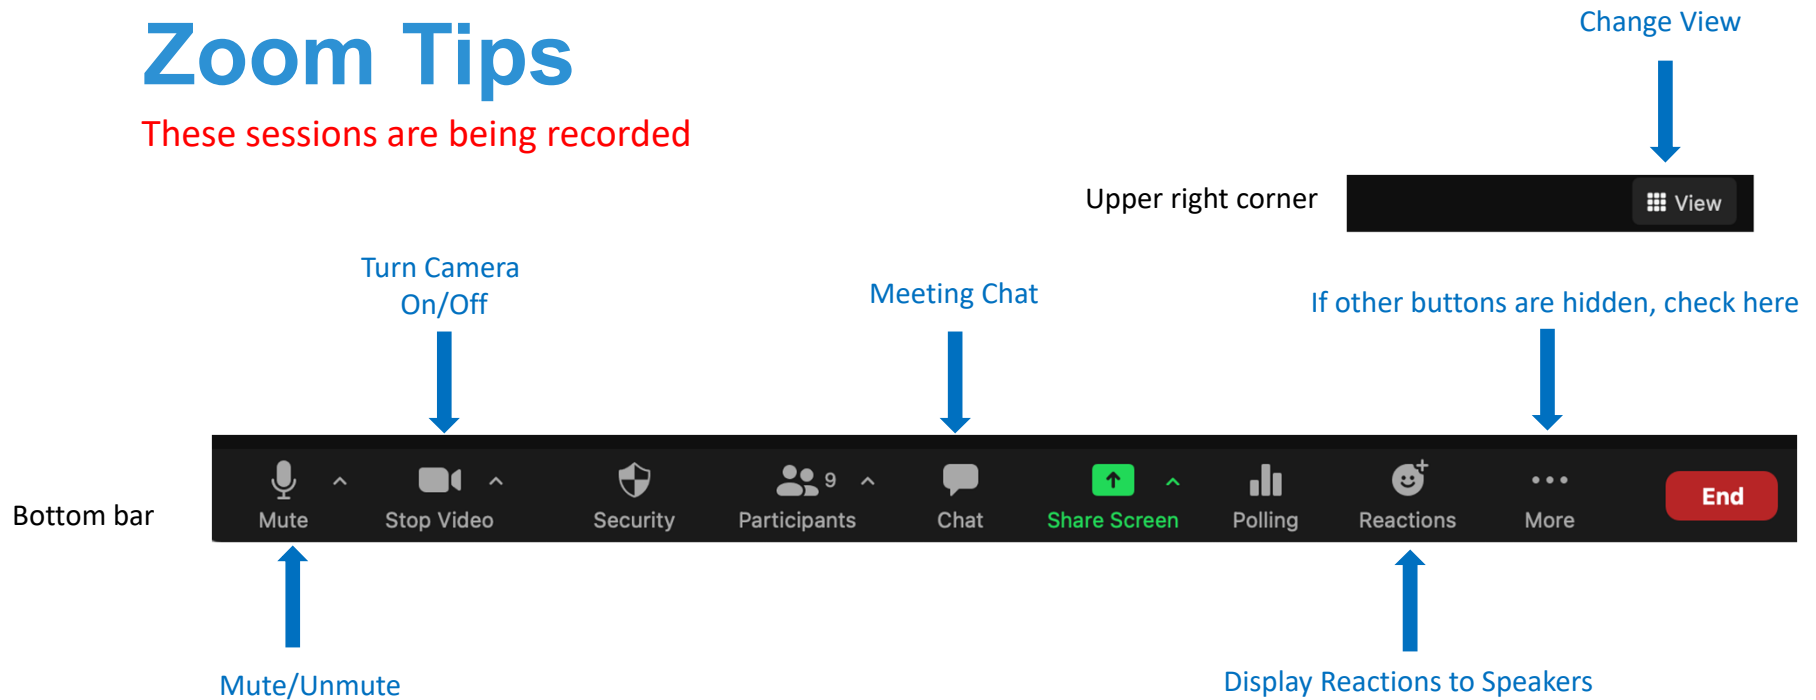 Zoom Tips
These sessions are being recorded
Change View
Upper right corner
View
Turn Camera
On/Off
Meeting Chat
If other buttons are hidden, check here
Bottom bar
Mute
Stop Video
Security
9
Participants
Chat
Share Screen
Polling
Reactions
More
End
Mute/Unmute
Display Reactions to Speakers